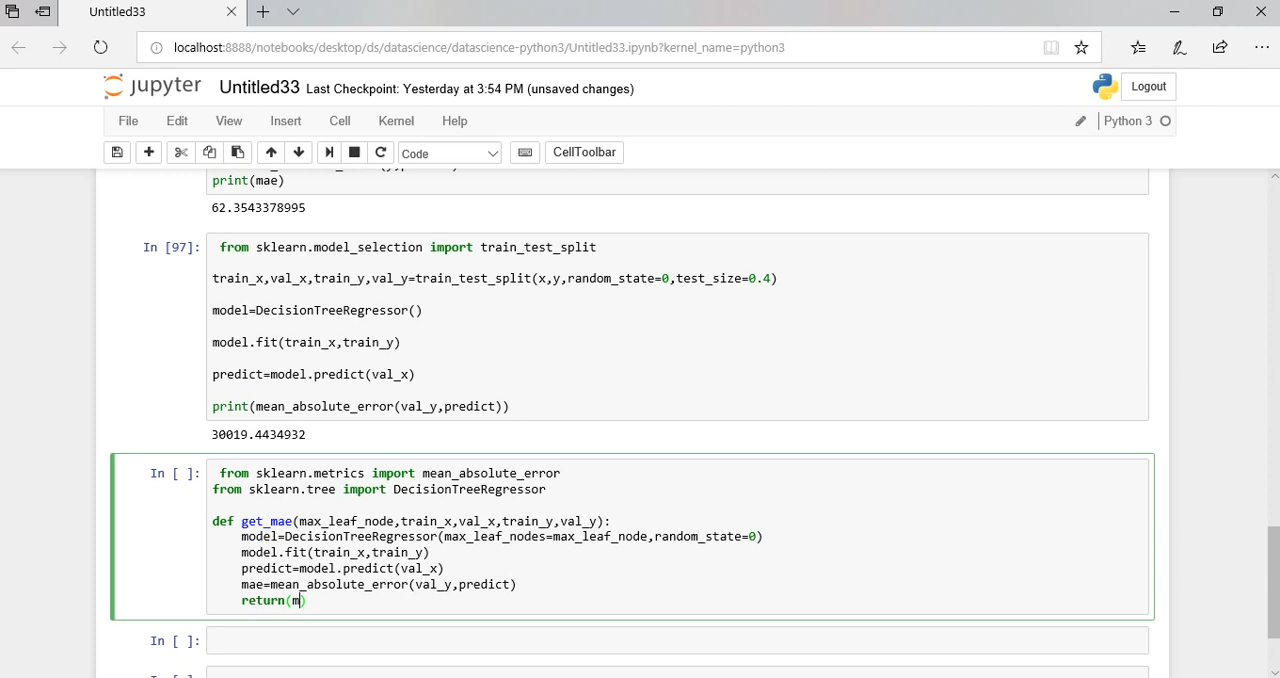 Untitled33
localhost:8888/notebooks/desktop/ds/datascience/datascience-python3/Untitled33.ipynb?kernel_name=python3
jupyter Untitled33 Last Checkpoint: Yesterday at 3:54 PM (unsaved changes)
Logout
File Edit View Insert Cell Kernel Help
Python 3
Code
CellToolbar
print(mae)
62.3543378995
In [97]:
from sklearn.model_selection import train_test_split
train_x,val_x,train_y,val_y=train_test_split(x,y,random_state=0,test_size=0.4)
model=DecisionTreeRegressor()
model.fit(train_x,train_y)
predict=model.predict(val_x)
print(mean_absolute_error(val_y,predict))
30019.4434932
In [ ]:
from sklearn.metrics import mean_absolute_error
from sklearn.tree import DecisionTreeRegressor
def get_mae(max_leaf_node,train_x,val_x,train_y,val_y):
model=DecisionTreeRegressor(max_leaf_nodes=max_leaf_node,random_state=0)
model.fit(train_x,train_y)
predict=model.predict(val_x)
mae=mean_absolute_error(val_y,predict)
return(m)
In [ ]: